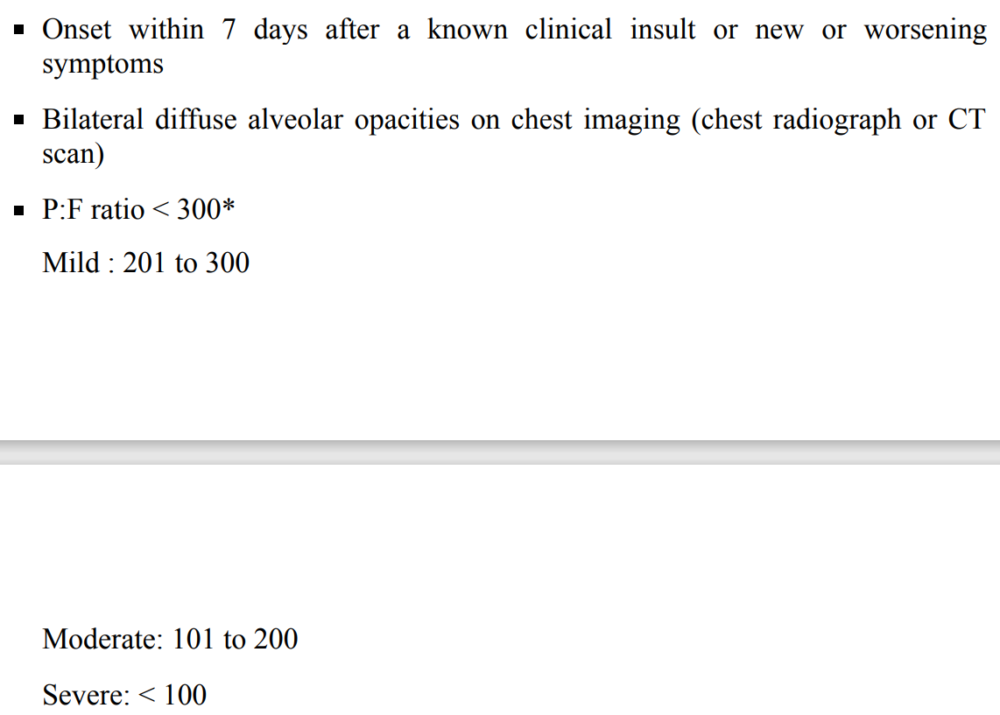 ▪ Onset within 7 days after a known clinical insult or new or worsening
symptoms
▪ Bilateral diffuse alveolar opacities on chest imaging (chest radiograph or CT
scan)
▪ P:F ratio < 300*
Mild : 201 to 300
Moderate: 101 to 200
Severe: < 100